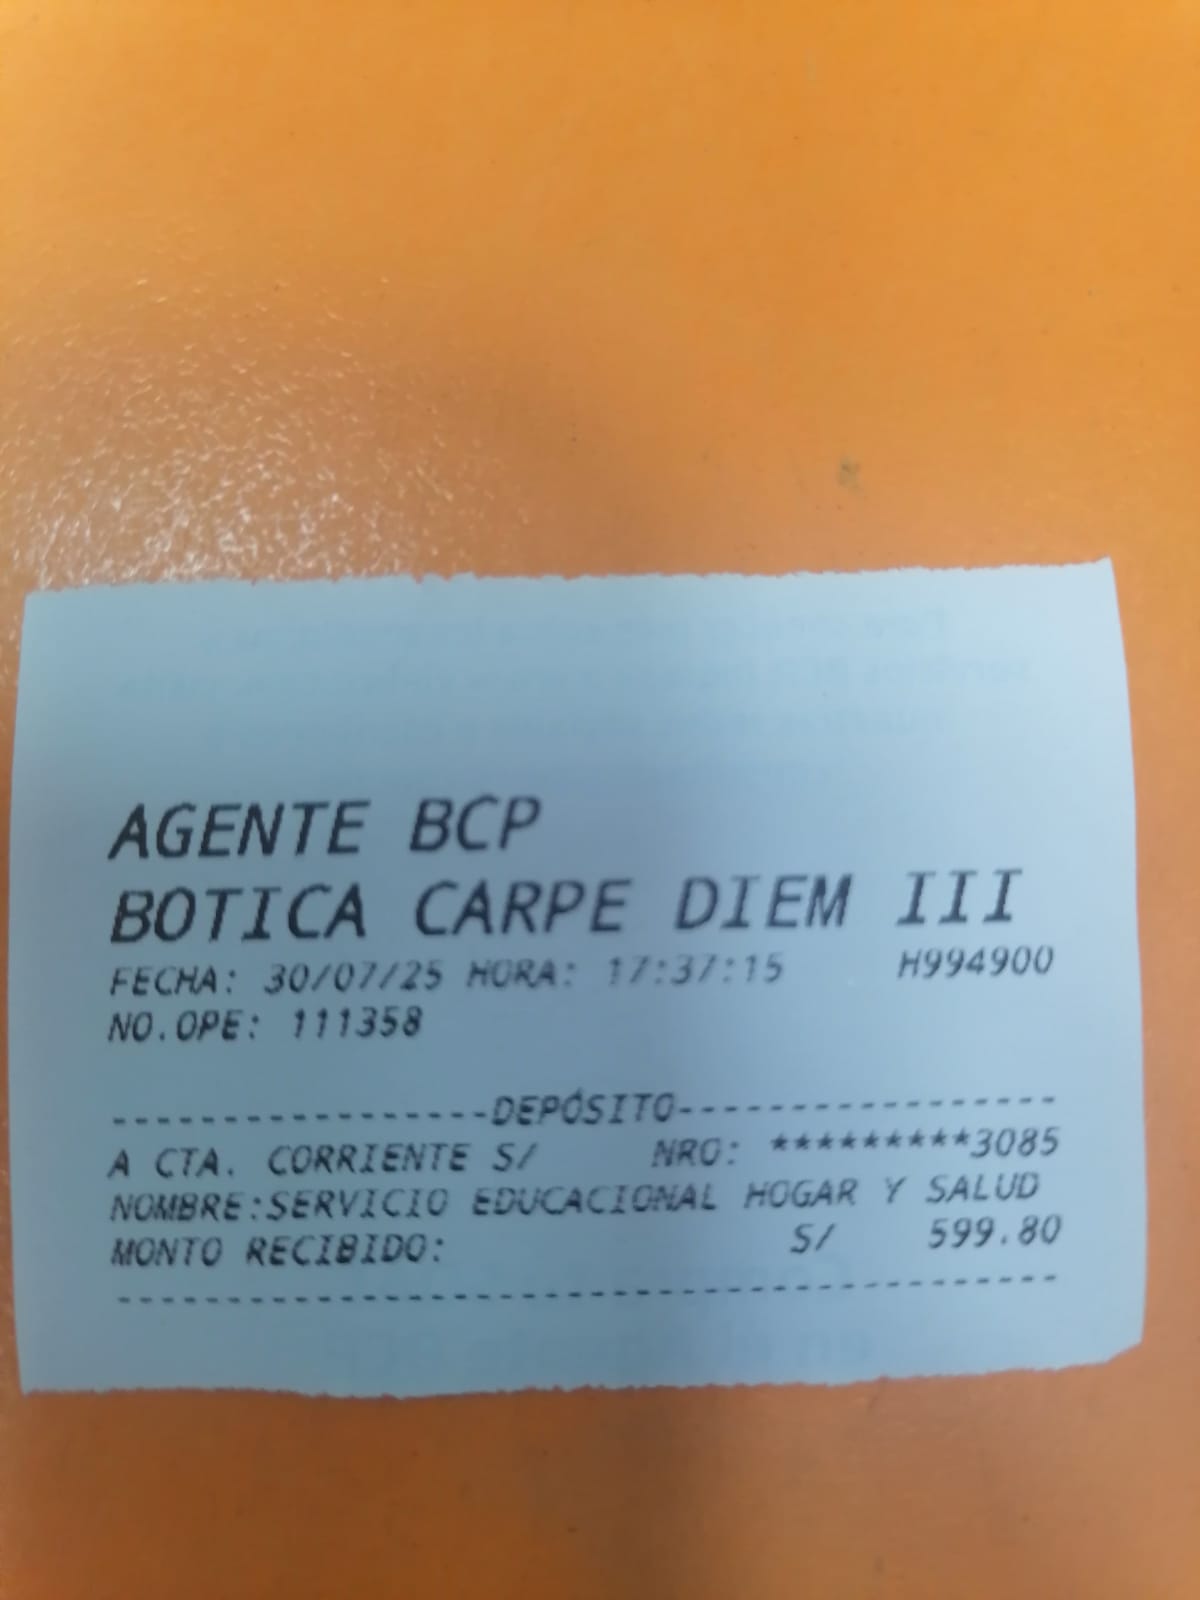 AGENTE BCP
BOTICA CARPE DIEM III
FECHA: 30/07/25 HORA: 17:37:15 H994900
NO.OPE: 111358
------------------DEPÓSITO------------------
A CTA. CORRIENTE S/ NRO: *********3085
NOMBRE:SERVICIO EDUCACIONAL HOGAR Y SALUD
MONTO RECIBIDO: S/ 599.80
---------------------------------------------